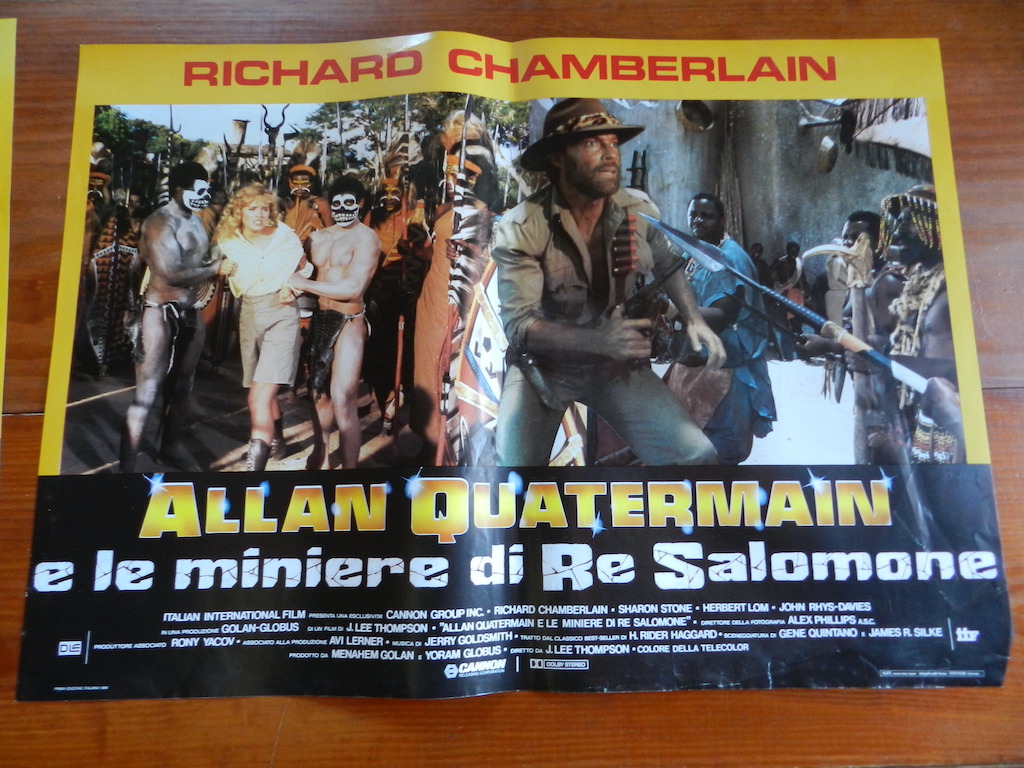 RICHARD CHAMBERLAIN
ALLAN QUATERMAIN
e le miniere di Re Salomone
ITALIAN INTERNATIONAL FILM PRESENTA UNA ESCLUSIVITÀ CANNON GROUP INC. • RICHARD CHAMBERLAIN • SHARON STONE • HERBERT LOM • JOHN RHYS-DAVIES
IN UNA PRODUZIONE GOLAN-GLOBUS DI UN FILM DI J. LEE THOMPSON • "ALLAN QUATERMAIN E LE MINIERE DI RE SALOMONE" • DIRETTORE DELLA FOTOGRAFIA ALEX PHILLIPS A.S.C.
PRODUTTORE ASSOCIATO RONY YACOV • ASSOCIATO ALLA PRODUZIONE AVI LERNER • MUSICA DI JERRY GOLDSMITH • TRATTO DAL CLASSICO BEST-SELLER DI H. RIDER HAGGARD • SCENEGGIATURA DI GENE QUINTANO E JAMES R. SILKE
PRODOTTO DA MENAHEM GOLAN E YORAM GLOBUS • DIRETTO DA J. LEE THOMPSON • COLORE DELLA TELECOLOR
CANNON
RELEASING CORPORATION
DOLBY STEREO